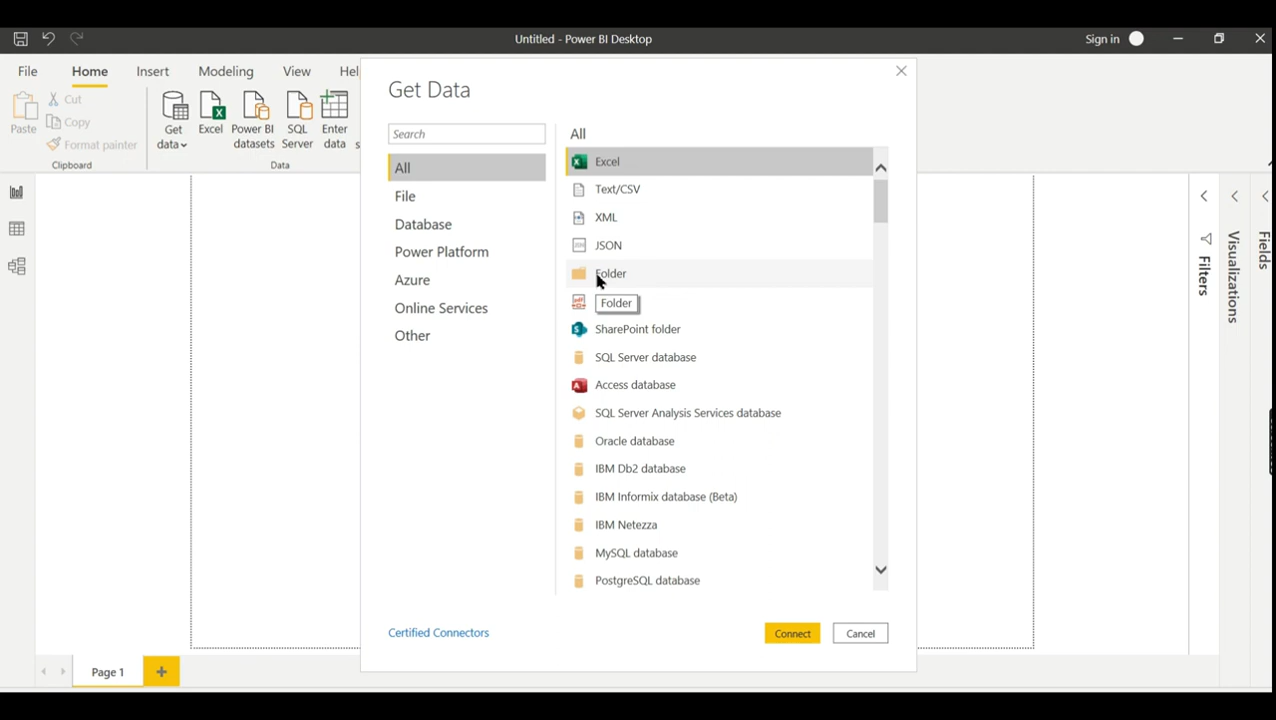 Untitled - Power BI Desktop
Sign in
File
Home
Insert
Modeling
View
Hel
Paste
Cut
Copy
Format painter
Clipboard
Get data
Excel
Power BI datasets
SQL Server
Enter data
s
Data
Get Data
Search
All
File
Database
Power Platform
Azure
Online Services
Other
All
Excel
Text/CSV
XML
JSON
Folder
Folder
SharePoint folder
SQL Server database
Access database
SQL Server Analysis Services database
Oracle database
IBM Db2 database
IBM Informix database (Beta)
IBM Netezza
MySQL database
PostgreSQL database
Certified Connectors
Connect
Cancel
Filters
Visualizations
Fields
Page 1